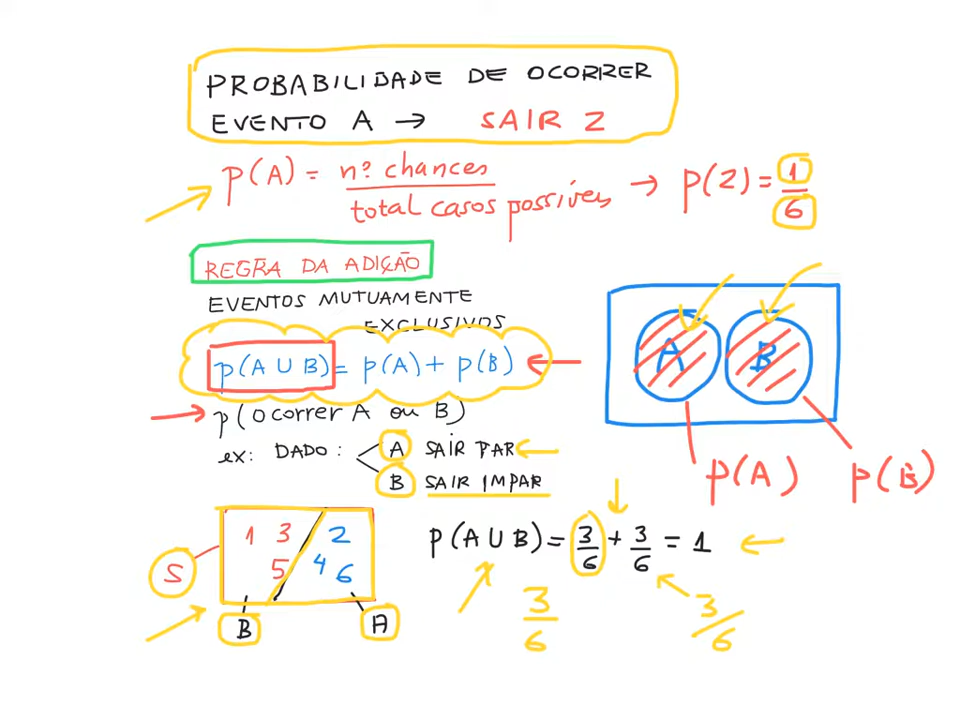 PROBABILIDADE DE OCORRER
EVENTO A → SAIR 2
p(A) = nº chances / total casos possíveis → p(2) = 1/6
REGRA DA ADIÇÃO
EVENTOS MUTUAMENTE
EXCLUSIVOS
p(A U B) = p(A) + p(B)
p(ocorrer A ou B)
ex: DADO: A SAIR PAR
B SAIR IMPAR
A B
p(A) p(B)
1 3 2
5 4 6
S
B A
p(A U B) = 3/6 + 3/6 = 1
3/6 3/6